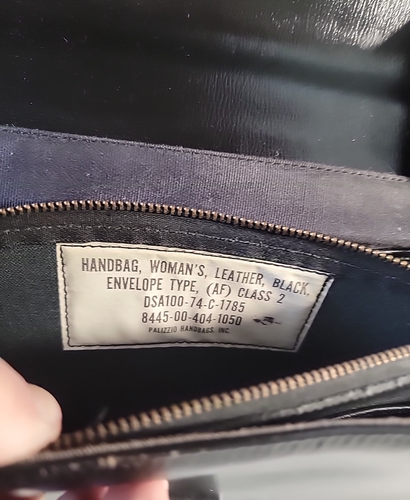 HANDBAG, WOMAN'S, LEATHER, BLACK,
ENVELOPE TYPE, (AF) CLASS 2
DSA100-74-C-1785
8445-00-404-1050
PALIZZIO HANDBAGS, INC